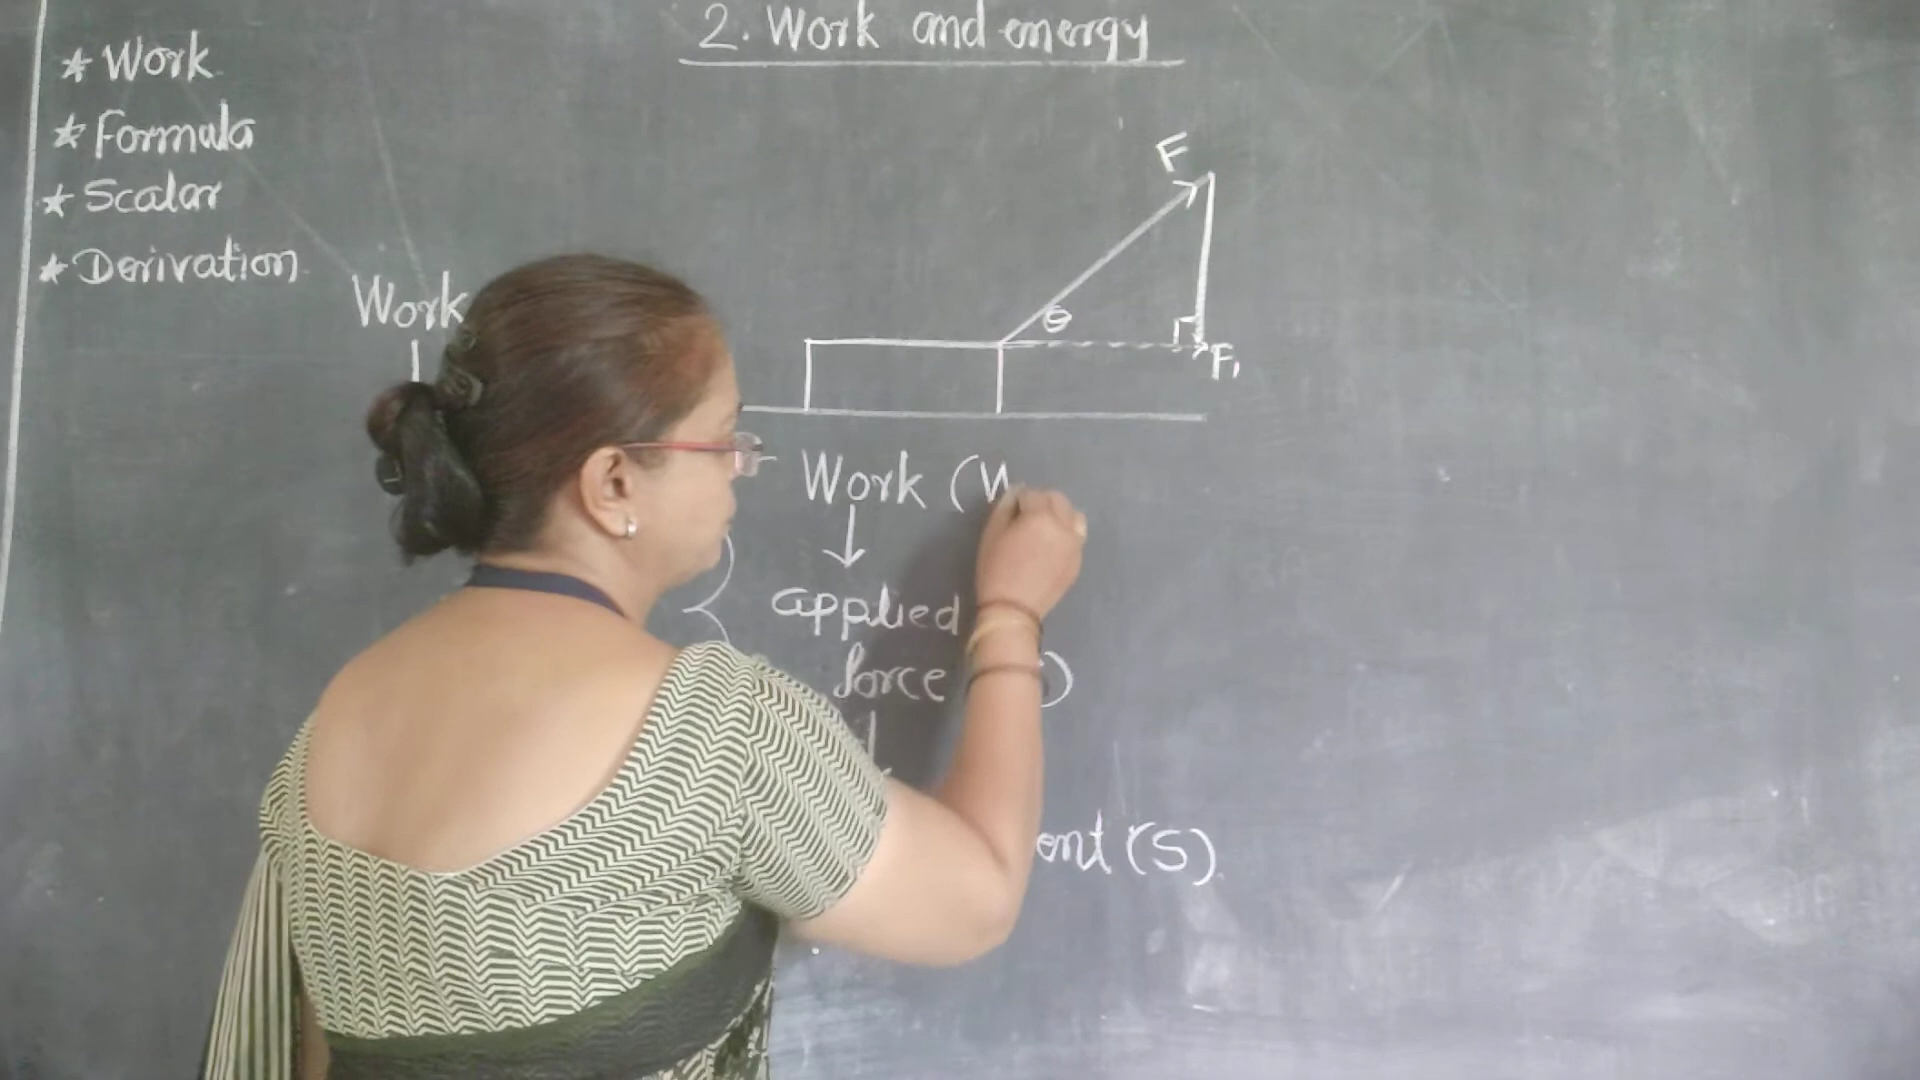 2. Work and energy
★ Work
★ Formula
★ Scalar
★ Derivation
Work
F
θ
F₁
Work (W
applied
force )
ent (S)